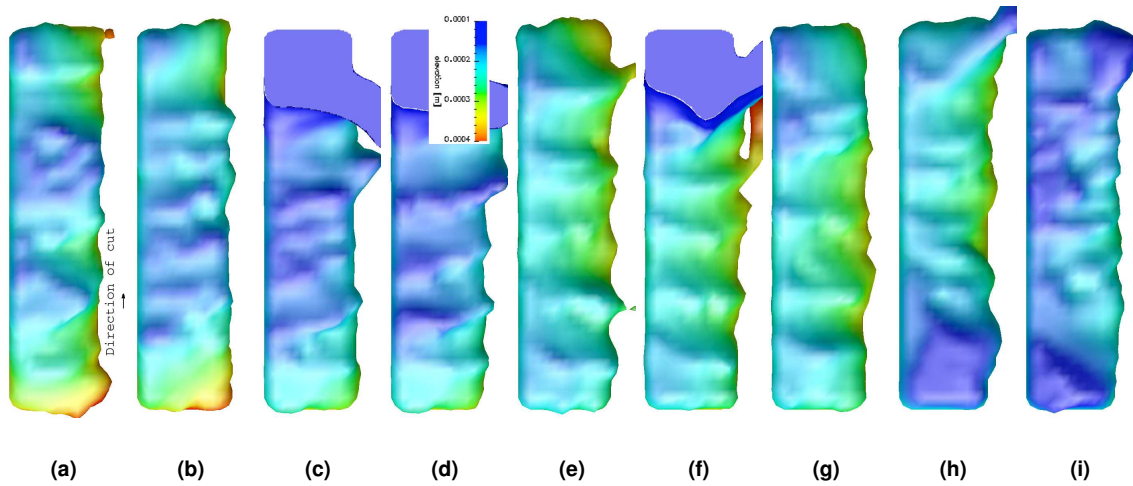 0.0001
0.0002
0.0003
0.0004
elevation [m]
Direction of cut →
(a) (b) (c) (d) (e) (f) (g) (h) (i)